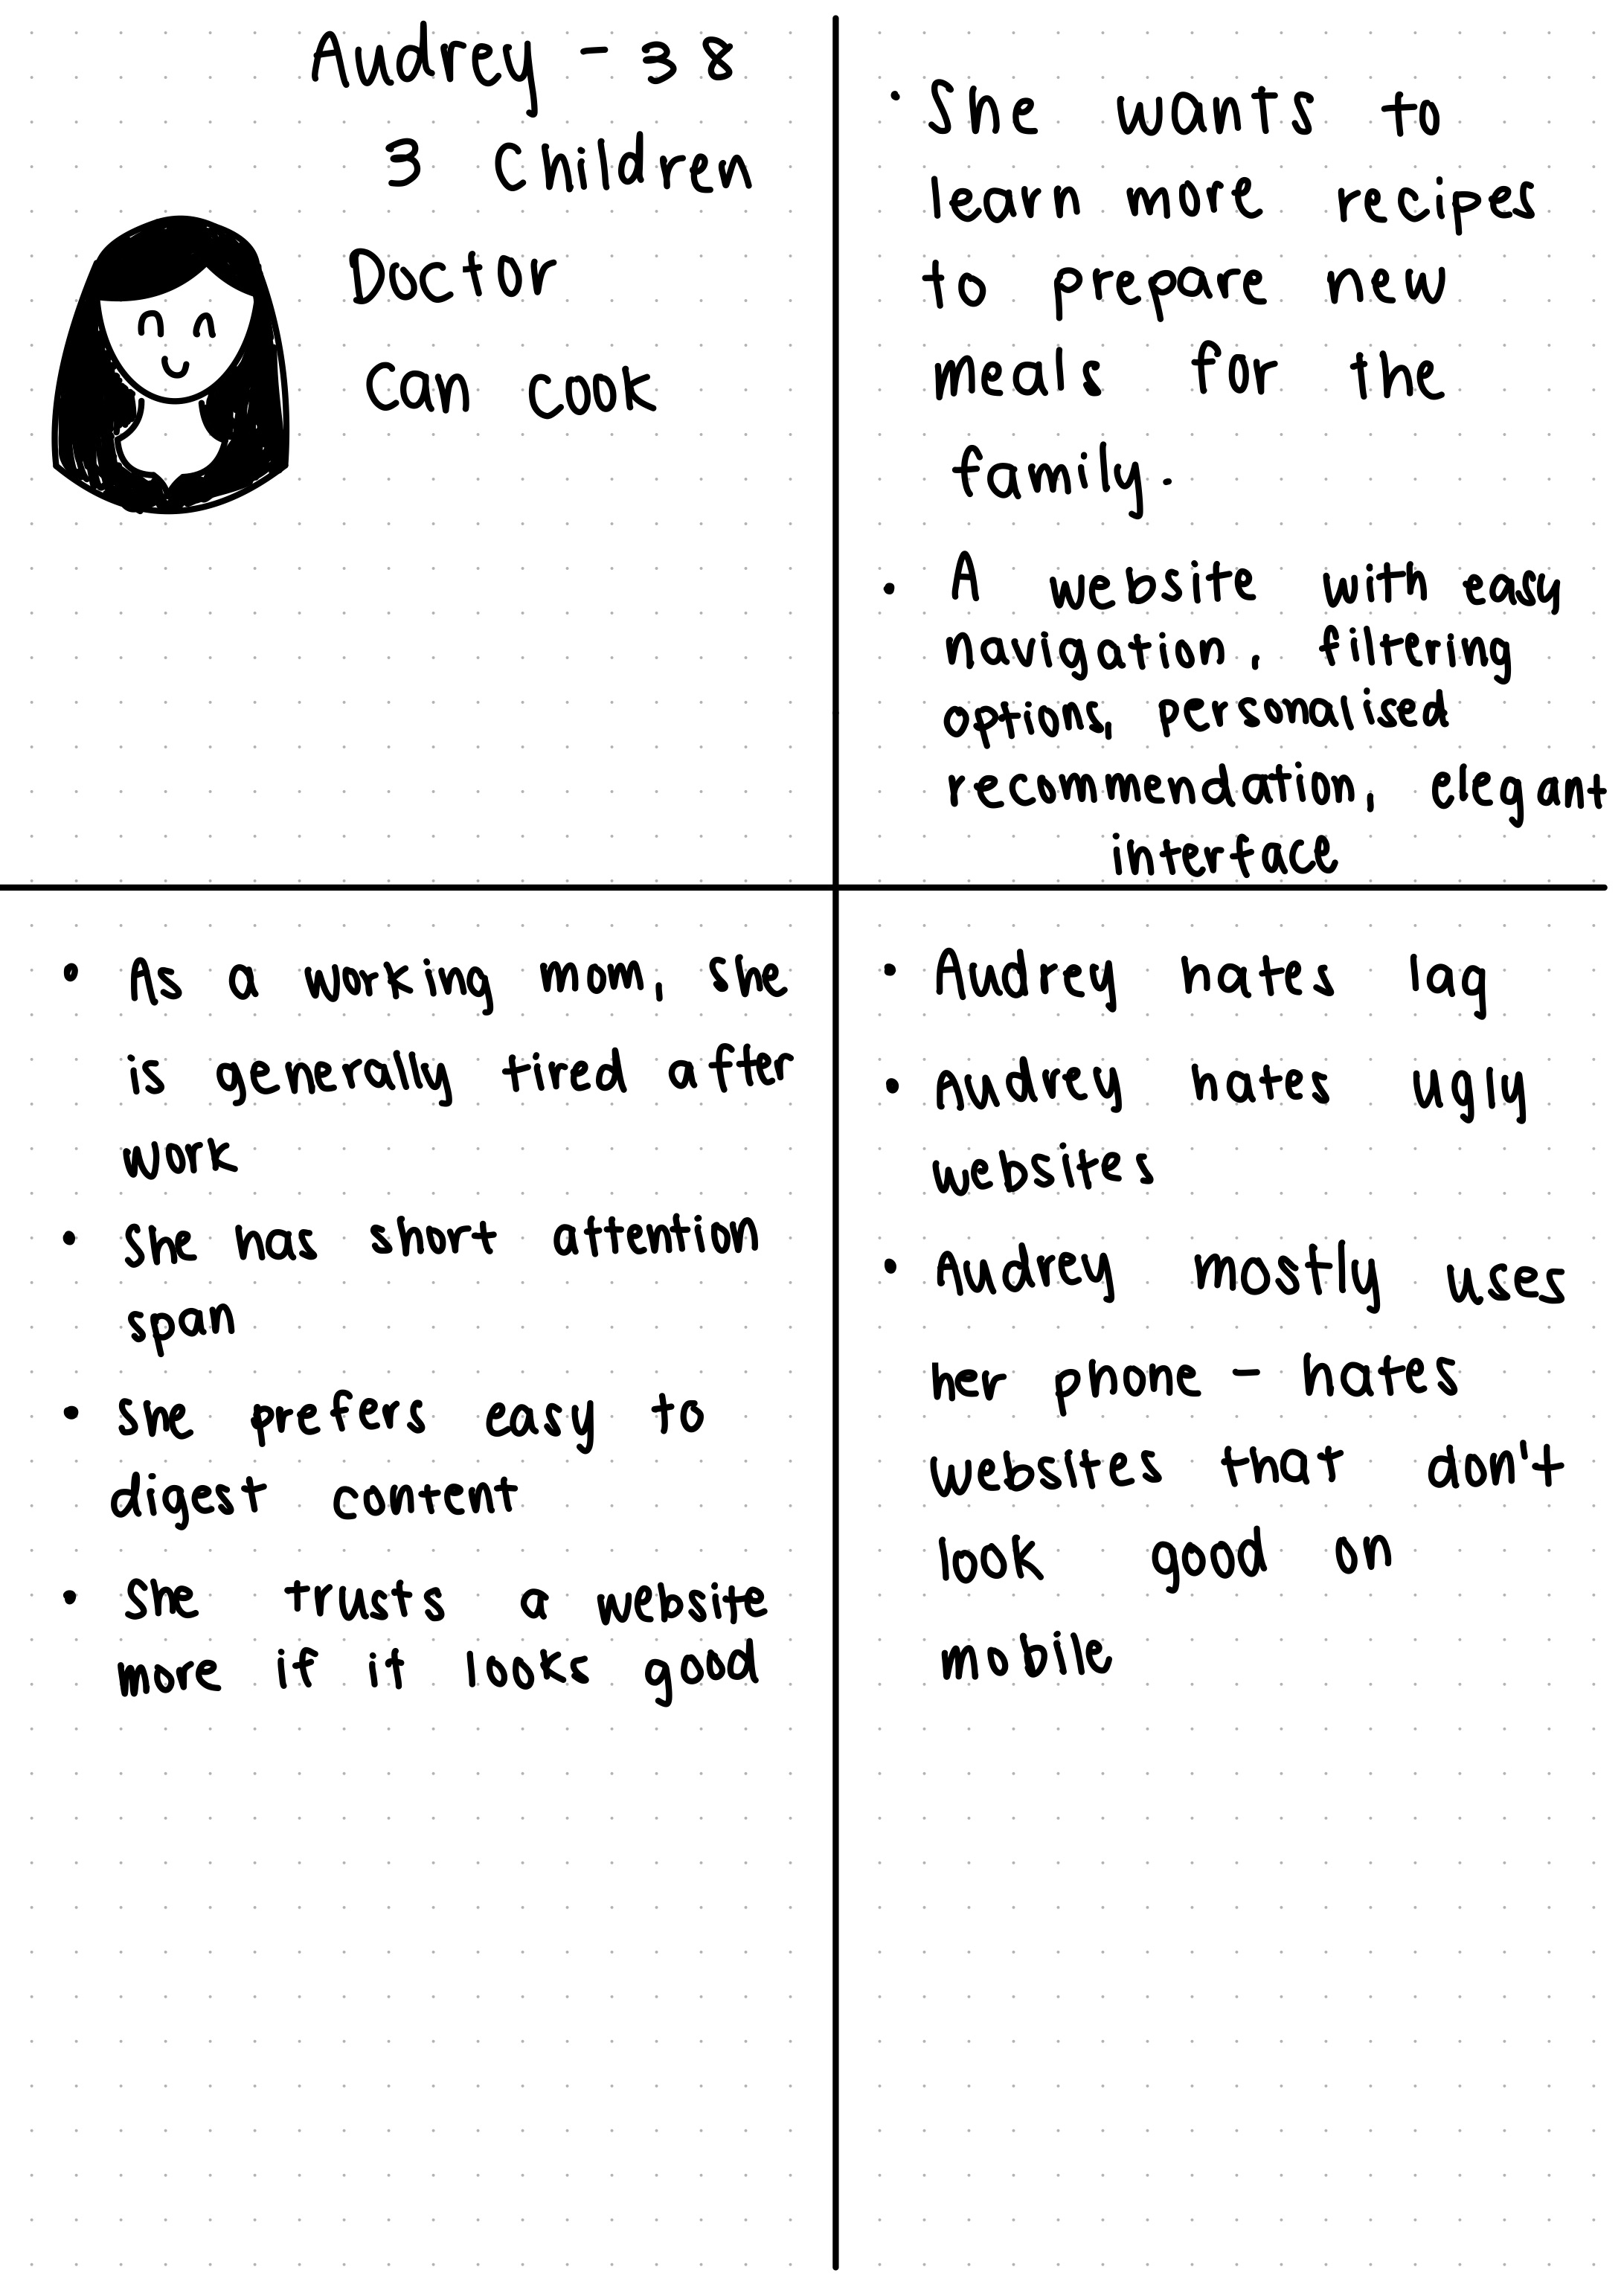 Audrey - 38
3 Children
Doctor
Can cook
• She wants to
learn more recipes
to prepare new
meals for the
family.
• A website with easy
navigation, filtering
options, personalised
recommendation, elegant
interface
• As a working mom, she
is generally tired after
work
• She has short attention
span
• She prefers easy to
digest content
• She trusts a website
more if it looks good
• Audrey hates lag
• Audrey hates ugly
websites
• Audrey mostly uses
her phone - hates
websites that don't
look good on
mobile